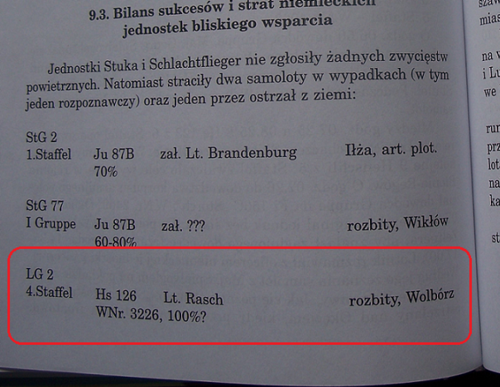 9.3. Bilans sukcesów i strat niemieckich
jednostek bliskiego wsparcia
Jednostki Stuka i Schlachtflieger nie zgłosiły żadnych zwycięstw
powietrznych. Natomiast straciły dwa samoloty w wypadkach (w tym
jeden rozpoznawczy) oraz jeden przez ostrzał z ziemi:
StG 2
1.Staffel Ju 87B zał. Lt. Brandenburg Iłża, art. plot.
70%
StG 77
I Gruppe Ju 87B zał. ??? rozbity, Wikłów
60-80%
LG 2
4.Staffel Hs 126 Lt. Rasch rozbity, Wolbórz
WNr. 3226, 100%?